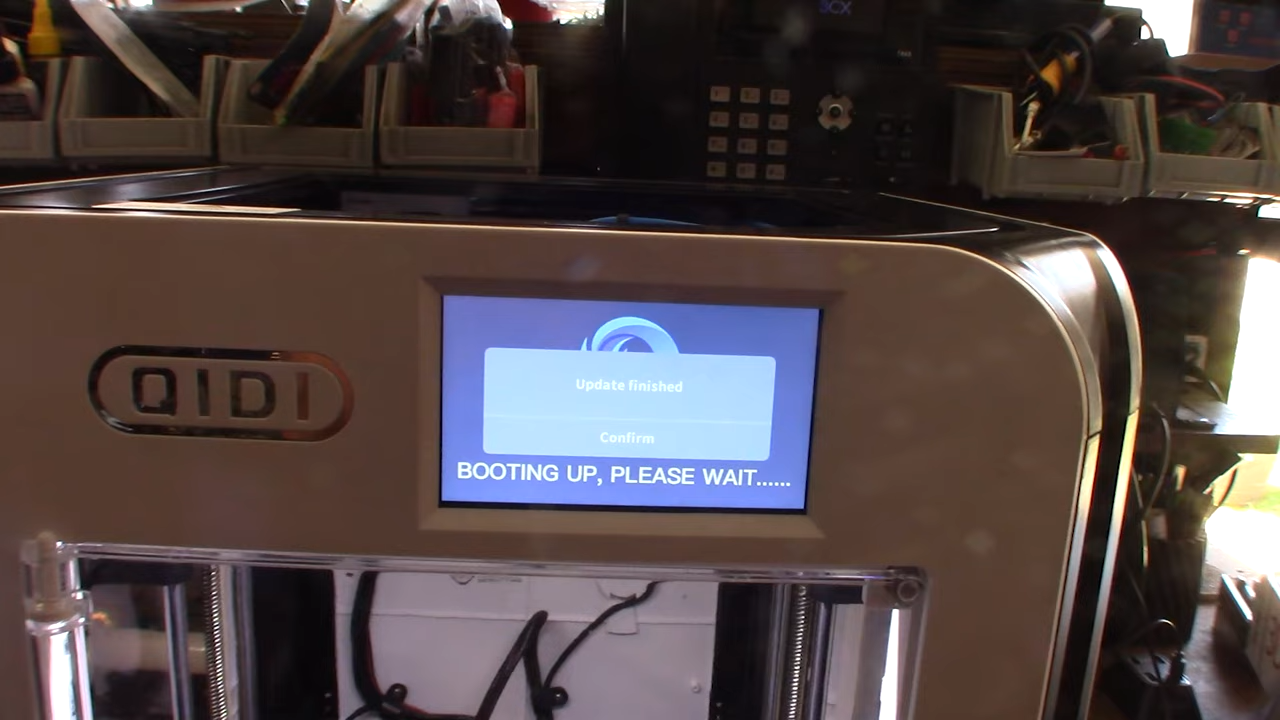 QIDI
Update finished
Confirm
BOOTING UP, PLEASE WAIT......